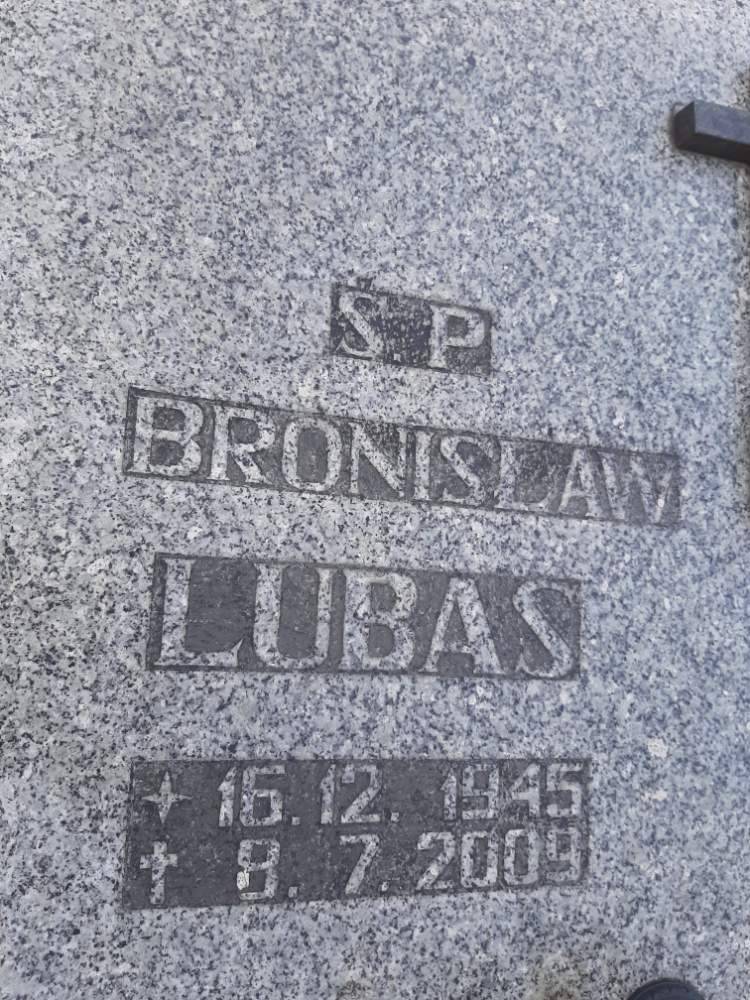 Ś.P
BRONISŁAW
LUBAS
✦ 16.12.1945
† 8.7.2009